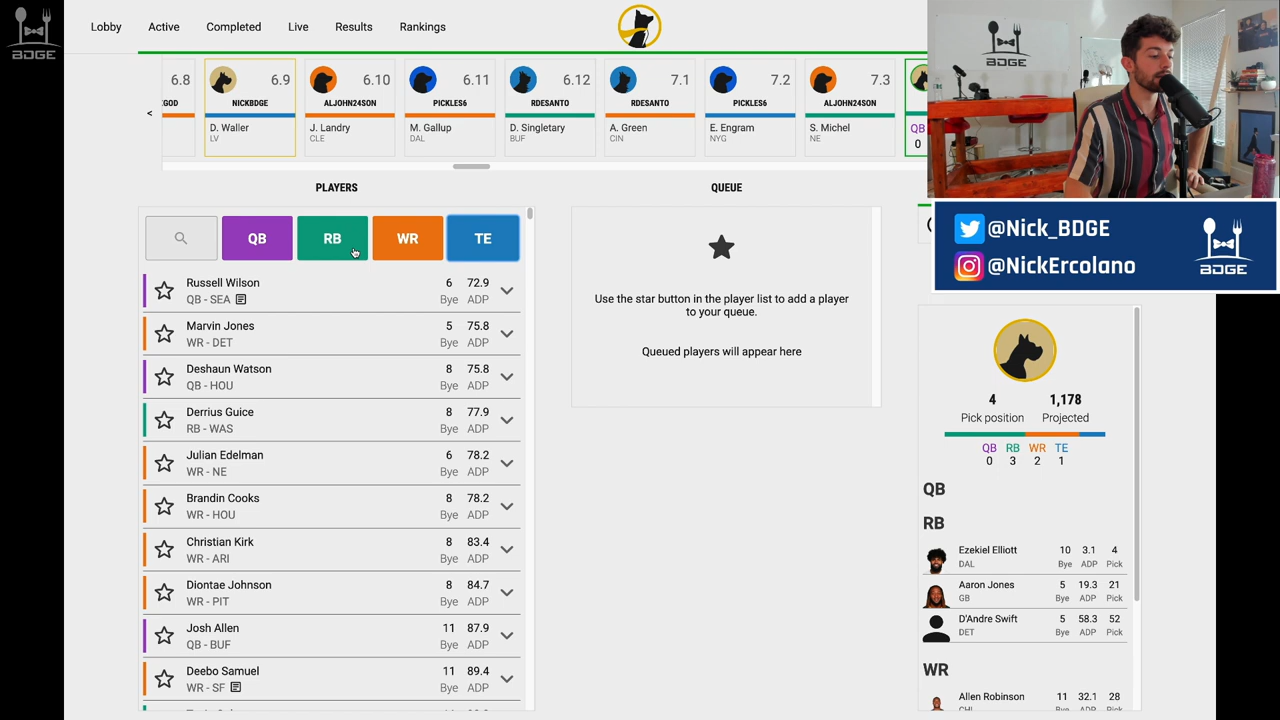 BDGE
Lobby
Active
Completed
Live
Results
Rankings
6.8
GOD
6.9
NICKBDGE
D. Waller
LV
6.10
ALJOHN24SON
J. Landry
CLE
6.11
PICKLES6
M. Gallup
DAL
6.12
RDESANTO
D. Singletary
BUF
7.1
RDESANTO
A. Green
CIN
7.2
PICKLES6
E. Engram
NYG
7.3
ALJOHN24SON
S. Michel
NE
QB
0
<
BDGE
@Nick_BDGE
@NickErcolano
BDGE
PLAYERS
QB
RB
WR
TE
Russell Wilson 6 72.9
QB - SEA Bye ADP
Marvin Jones 5 75.8
WR - DET Bye ADP
Deshaun Watson 8 75.8
QB - HOU Bye ADP
Derrius Guice 8 77.9
RB - WAS Bye ADP
Julian Edelman 6 78.2
WR - NE Bye ADP
Brandin Cooks 8 78.2
WR - HOU Bye ADP
Christian Kirk 8 83.4
WR - ARI Bye ADP
Diontae Johnson 8 84.7
WR - PIT Bye ADP
Josh Allen 11 87.9
QB - BUF Bye ADP
Deebo Samuel 11 89.4
WR - SF Bye ADP
QUEUE
Use the star button in the player list to add a player
to your queue.
Queued players will appear here
4 1,178
Pick position Projected
QB RB WR TE
0 3 2 1
QB
RB
Ezekiel Elliott 10 3.1 4
DAL Bye ADP Pick
Aaron Jones 5 19.3 21
GB Bye ADP Pick
D'Andre Swift 5 58.3 52
DET Bye ADP Pick
WR
Allen Robinson 11 32.1 28
CHI Bye ADP Pick